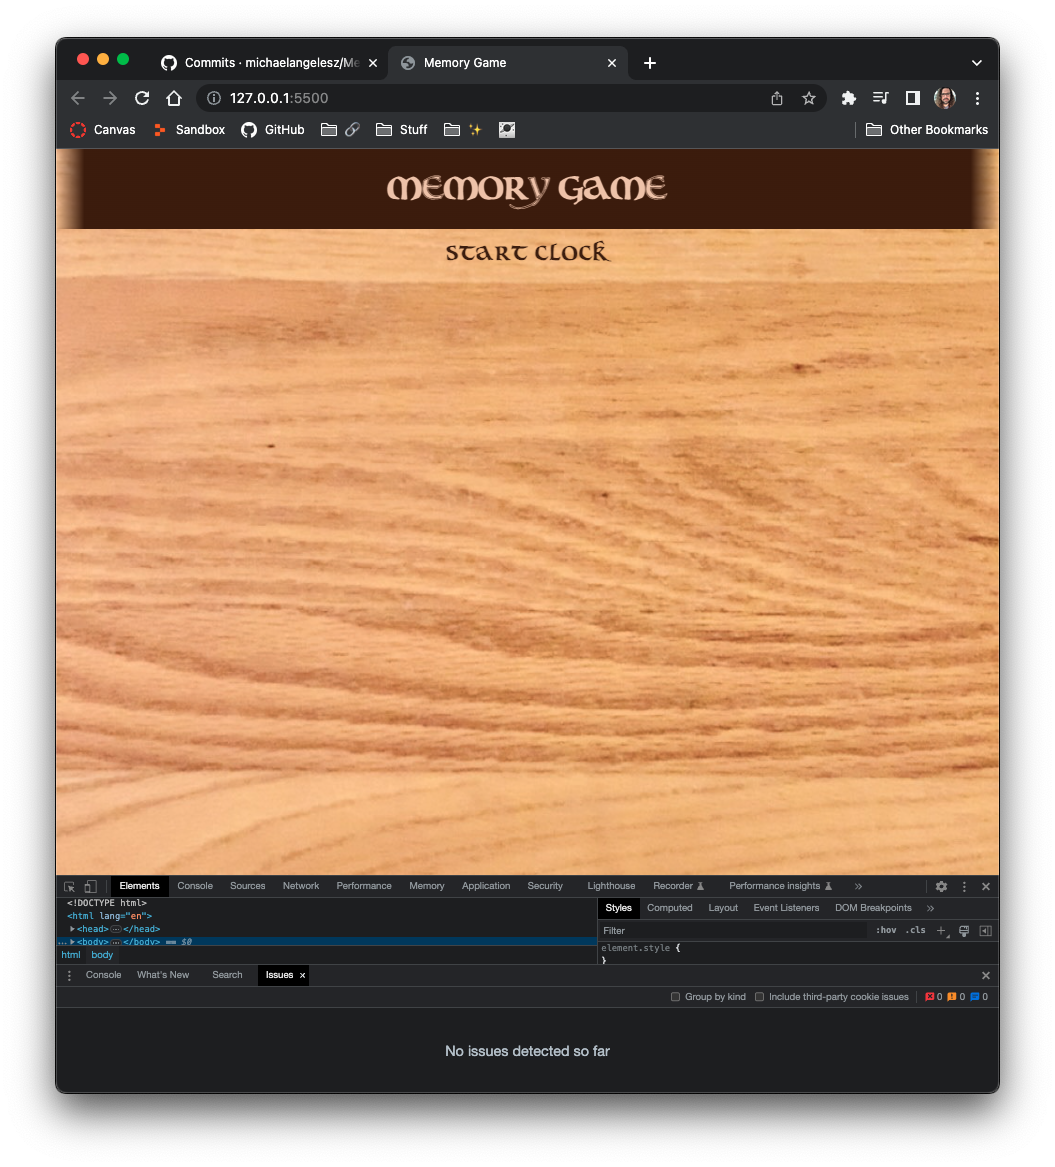 Commits · michaelangelesz/Me
Memory Game
127.0.0.1:5500
Canvas Sandbox GitHub Stuff Other Bookmarks
MEMORY GAME
START CLOCK
Elements Console Sources Network Performance Memory Application Security Lighthouse Recorder Performance insights »
<!DOCTYPE html>
<html lang="en">
▶<head>…</head>
… ▶<body>…</body> == $0
html body
Styles Computed Layout Event Listeners DOM Breakpoints »
Filter :hov .cls +
element.style {
}
Console What's New Search Issues ×
Group by kind Include third-party cookie issues 0 0 0
No issues detected so far